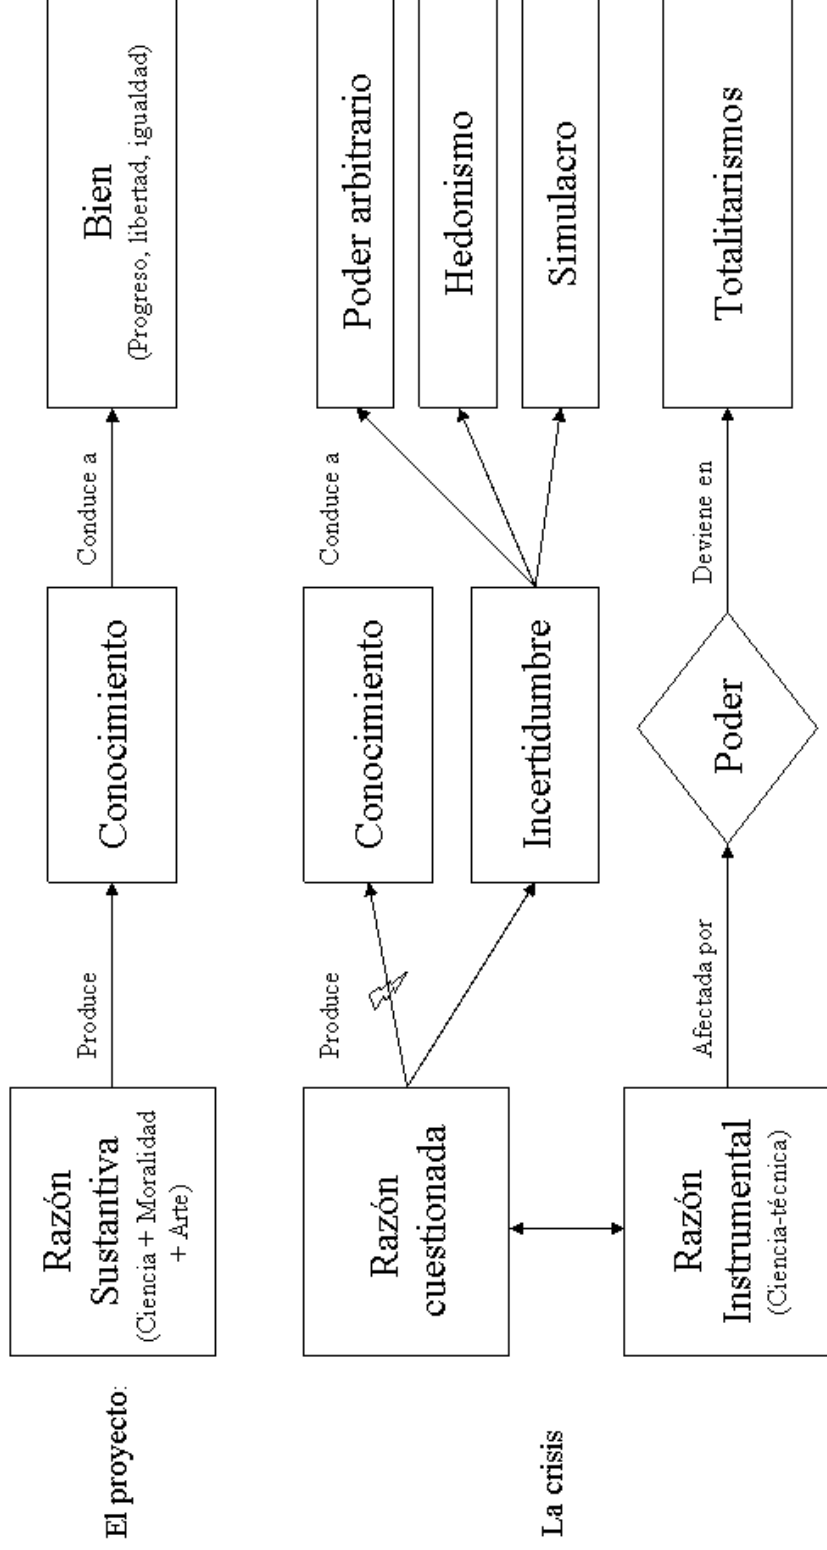 El proyecto:
Razón
Sustantiva
(Ciencia + Moralidad
+ Arte)
Produce
Conocimiento
Conduce a
Bien
(Progreso, libertad, igualdad)
La crisis
Razón
cuestionada
Produce
Conocimiento
Incertidumbre
Conduce a
Poder arbitrario
Hedonismo
Simulacro
Razón
Instrumental
(Ciencia-técnica)
Afectada por
Poder
Deviene en
Totalitarismos